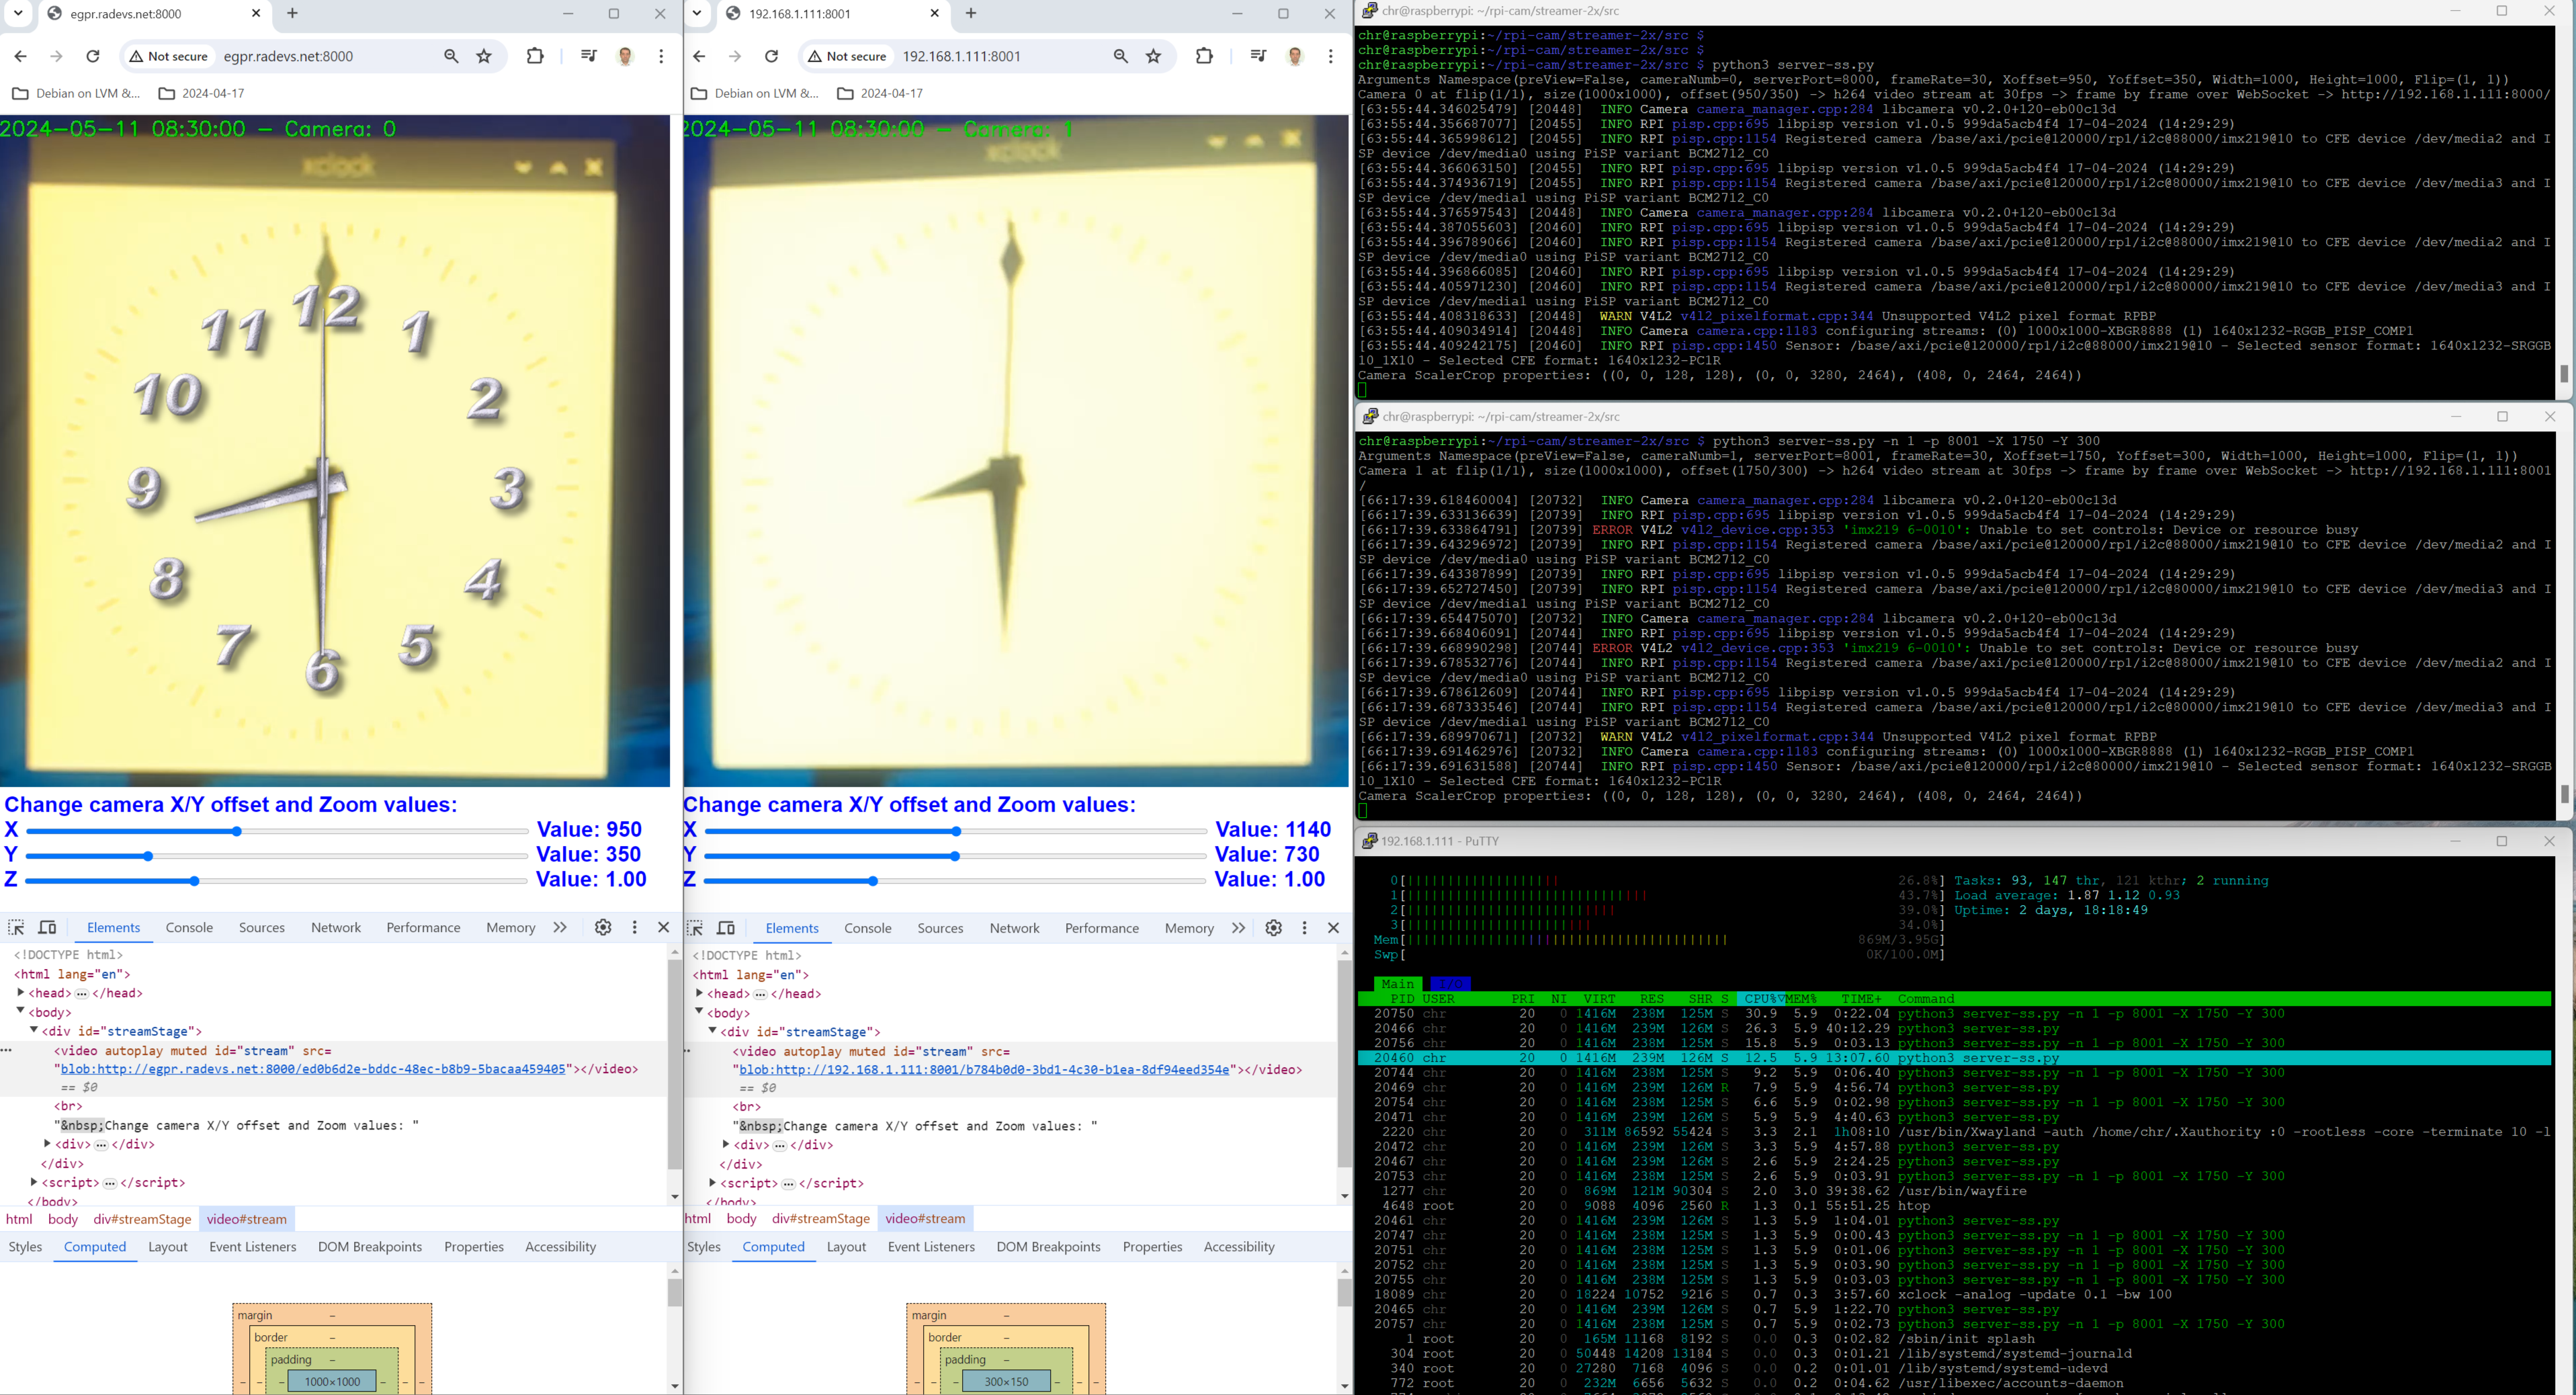 egpr.radevs.net:8000
Not secure egpr.radevs.net:8000
Debian on LVM &... 2024-04-17
2024-05-11 08:30:00 - Camera: 0
xclock
12
11 1
10 2
9 3
8 4
7 5
6
Change camera X/Y offset and Zoom values:
X Value: 950
Y Value: 350
Z Value: 1.00
Elements Console Sources Network Performance Memory
<!DOCTYPE html>
<html lang="en">
<head> ... </head>
<body>
<div id="streamStage">
<video autoplay muted id="stream" src=
"blob:http://egpr.radevs.net:8000/ed0b6d2e-bddc-48ec-b8b9-5bacaa459405"></video>
== $0
<br>
"&nbsp;Change camera X/Y offset and Zoom values: "
<div> ... </div>
</div>
<script> ... </script>
</body>
html body div#streamStage video#stream
Styles Computed Layout Event Listeners DOM Breakpoints Properties Accessibility
margin –
border –
padding –
1000×1000
192.168.1.111:8001
Not secure 192.168.1.111:8001
Debian on LVM &... 2024-04-17
2024-05-11 08:30:00 - Camera: 1
xclock
Change camera X/Y offset and Zoom values:
X Value: 1140
Y Value: 730
Z Value: 1.00
Elements Console Sources Network Performance Memory
<!DOCTYPE html>
<html lang="en">
<head> ... </head>
<body>
<div id="streamStage">
<video autoplay muted id="stream" src=
"blob:http://192.168.1.111:8001/b784b0d0-3bd1-4c30-b1ea-8df94eed354e"></video>
== $0
<br>
"&nbsp;Change camera X/Y offset and Zoom values: "
<div> ... </div>
</div>
<script> ... </script>
</body>
html body div#streamStage video#stream
Styles Computed Layout Event Listeners DOM Breakpoints Properties Accessibility
margin –
border –
padding –
300×150
chr@raspberrypi: ~/rpi-cam/streamer-2x/src
chr@raspberrypi:~/rpi-cam/streamer-2x/src $
chr@raspberrypi:~/rpi-cam/streamer-2x/src $
chr@raspberrypi:~/rpi-cam/streamer-2x/src $ python3 server-ss.py
Arguments Namespace(preView=False, cameraNumb=0, serverPort=8000, frameRate=30, Xoffset=950, Yoffset=350, Width=1000, Height=1000, Flip=(1, 1))
Camera 0 at flip(1/1), size(1000x1000), offset(950/350) -> h264 video stream at 30fps -> frame by frame over WebSocket -> http://192.168.1.111:8000/
[63:55:44.346025479] [20448] INFO Camera camera_manager.cpp:284 libcamera v0.2.0+120-eb00c13d
[63:55:44.356687077] [20455] INFO RPI pisp.cpp:695 libpisp version v1.0.5 999da5acb4f4 17-04-2024 (14:29:29)
[63:55:44.365998612] [20455] INFO RPI pisp.cpp:1154 Registered camera /base/axi/pcie@120000/rp1/i2c@88000/imx219@10 to CFE device /dev/media2 and I
SP device /dev/media0 using PiSP variant BCM2712_C0
[63:55:44.366063150] [20455] INFO RPI pisp.cpp:695 libpisp version v1.0.5 999da5acb4f4 17-04-2024 (14:29:29)
[63:55:44.374936719] [20455] INFO RPI pisp.cpp:1154 Registered camera /base/axi/pcie@120000/rp1/i2c@80000/imx219@10 to CFE device /dev/media3 and I
SP device /dev/media1 using PiSP variant BCM2712_C0
[63:55:44.376597543] [20448] INFO Camera camera_manager.cpp:284 libcamera v0.2.0+120-eb00c13d
[63:55:44.387055603] [20460] INFO RPI pisp.cpp:695 libpisp version v1.0.5 999da5acb4f4 17-04-2024 (14:29:29)
[63:55:44.396789066] [20460] INFO RPI pisp.cpp:1154 Registered camera /base/axi/pcie@120000/rp1/i2c@88000/imx219@10 to CFE device /dev/media2 and I
SP device /dev/media0 using PiSP variant BCM2712_C0
[63:55:44.396866085] [20460] INFO RPI pisp.cpp:695 libpisp version v1.0.5 999da5acb4f4 17-04-2024 (14:29:29)
[63:55:44.405971230] [20460] INFO RPI pisp.cpp:1154 Registered camera /base/axi/pcie@120000/rp1/i2c@80000/imx219@10 to CFE device /dev/media3 and I
SP device /dev/media1 using PiSP variant BCM2712_C0
[63:55:44.408318633] [20448] WARN V4L2 v4l2_pixelformat.cpp:344 Unsupported V4L2 pixel format RPBP
[63:55:44.409034914] [20448] INFO Camera camera.cpp:1183 configuring streams: (0) 1000x1000-XBGR8888 (1) 1640x1232-RGGB_PISP_COMP1
[63:55:44.409242175] [20460] INFO RPI pisp.cpp:1450 Sensor: /base/axi/pcie@120000/rp1/i2c@88000/imx219@10 - Selected sensor format: 1640x1232-SRGGB
10_1X10 - Selected CFE format: 1640x1232-PC1R
Camera ScalerCrop properties: ((0, 0, 128, 128), (0, 0, 3280, 2464), (408, 0, 2464, 2464))
chr@raspberrypi: ~/rpi-cam/streamer-2x/src
chr@raspberrypi:~/rpi-cam/streamer-2x/src $ python3 server-ss.py -n 1 -p 8001 -X 1750 -Y 300
Arguments Namespace(preView=False, cameraNumb=1, serverPort=8001, frameRate=30, Xoffset=1750, Yoffset=300, Width=1000, Height=1000, Flip=(1, 1))
Camera 1 at flip(1/1), size(1000x1000), offset(1750/300) -> h264 video stream at 30fps -> frame by frame over WebSocket -> http://192.168.1.111:8001
/
[66:17:39.618460004] [20732] INFO Camera camera_manager.cpp:284 libcamera v0.2.0+120-eb00c13d
[66:17:39.633136639] [20739] INFO RPI pisp.cpp:695 libpisp version v1.0.5 999da5acb4f4 17-04-2024 (14:29:29)
[66:17:39.633864791] [20739] ERROR V4L2 v4l2_device.cpp:353 'imx219 6-0010': Unable to set controls: Device or resource busy
[66:17:39.643296972] [20739] INFO RPI pisp.cpp:1154 Registered camera /base/axi/pcie@120000/rp1/i2c@88000/imx219@10 to CFE device /dev/media2 and I
SP device /dev/media0 using PiSP variant BCM2712_C0
[66:17:39.643387899] [20739] INFO RPI pisp.cpp:695 libpisp version v1.0.5 999da5acb4f4 17-04-2024 (14:29:29)
[66:17:39.652727450] [20739] INFO RPI pisp.cpp:1154 Registered camera /base/axi/pcie@120000/rp1/i2c@80000/imx219@10 to CFE device /dev/media3 and I
SP device /dev/media1 using PiSP variant BCM2712_C0
[66:17:39.654475070] [20732] INFO Camera camera_manager.cpp:284 libcamera v0.2.0+120-eb00c13d
[66:17:39.668406091] [20744] INFO RPI pisp.cpp:695 libpisp version v1.0.5 999da5acb4f4 17-04-2024 (14:29:29)
[66:17:39.668990298] [20744] ERROR V4L2 v4l2_device.cpp:353 'imx219 6-0010': Unable to set controls: Device or resource busy
[66:17:39.678532776] [20744] INFO RPI pisp.cpp:1154 Registered camera /base/axi/pcie@120000/rp1/i2c@88000/imx219@10 to CFE device /dev/media2 and I
SP device /dev/media0 using PiSP variant BCM2712_C0
[66:17:39.678612609] [20744] INFO RPI pisp.cpp:695 libpisp version v1.0.5 999da5acb4f4 17-04-2024 (14:29:29)
[66:17:39.687333546] [20744] INFO RPI pisp.cpp:1154 Registered camera /base/axi/pcie@120000/rp1/i2c@80000/imx219@10 to CFE device /dev/media3 and I
SP device /dev/media1 using PiSP variant BCM2712_C0
[66:17:39.689970671] [20732] WARN V4L2 v4l2_pixelformat.cpp:344 Unsupported V4L2 pixel format RPBP
[66:17:39.691462976] [20732] INFO Camera camera.cpp:1183 configuring streams: (0) 1000x1000-XBGR8888 (1) 1640x1232-RGGB_PISP_COMP1
[66:17:39.691631588] [20744] INFO RPI pisp.cpp:1450 Sensor: /base/axi/pcie@120000/rp1/i2c@80000/imx219@10 - Selected sensor format: 1640x1232-SRGGB
10_1X10 - Selected CFE format: 1640x1232-PC1R
Camera ScalerCrop properties: ((0, 0, 128, 128), (0, 0, 3280, 2464), (408, 0, 2464, 2464))
192.168.1.111 - PuTTY
0[ 26.8%] Tasks: 93, 147 thr, 121 kthr; 2 running
1[ 43.7%] Load average: 1.87 1.12 0.93
2[ 39.0%] Uptime: 2 days, 18:18:49
3[ 34.0%]
Mem[ 869M/3.95G]
Swp[ 0K/100.0M]
Main I/O
PID USER PRI NI VIRT RES SHR S CPU%▽MEM% TIME+ Command
20750 chr 20 0 1416M 238M 125M S 30.9 5.9 0:22.04 python3 server-ss.py -n 1 -p 8001 -X 1750 -Y 300
20466 chr 20 0 1416M 239M 126M S 26.3 5.9 40:12.29 python3 server-ss.py
20756 chr 20 0 1416M 238M 125M S 15.8 5.9 0:03.13 python3 server-ss.py -n 1 -p 8001 -X 1750 -Y 300
20460 chr 20 0 1416M 239M 126M S 12.5 5.9 13:07.60 python3 server-ss.py
20744 chr 20 0 1416M 238M 125M S 9.2 5.9 0:06.40 python3 server-ss.py -n 1 -p 8001 -X 1750 -Y 300
20469 chr 20 0 1416M 239M 126M R 7.9 5.9 4:56.74 python3 server-ss.py
20754 chr 20 0 1416M 238M 125M S 6.6 5.9 0:02.98 python3 server-ss.py -n 1 -p 8001 -X 1750 -Y 300
20471 chr 20 0 1416M 239M 126M S 5.9 5.9 4:40.63 python3 server-ss.py
2220 chr 20 0 311M 86592 55424 S 3.3 2.1 1h08:10 /usr/bin/Xwayland -auth /home/chr/.Xauthority :0 -rootless -core -terminate 10 -l
20472 chr 20 0 1416M 239M 126M S 3.3 5.9 4:57.88 python3 server-ss.py
20467 chr 20 0 1416M 239M 126M S 2.6 5.9 2:24.25 python3 server-ss.py
20753 chr 20 0 1416M 238M 125M S 2.6 5.9 0:03.91 python3 server-ss.py -n 1 -p 8001 -X 1750 -Y 300
1277 chr 20 0 869M 121M 90304 S 2.0 3.0 39:38.62 /usr/bin/wayfire
4648 root 20 0 9088 4096 2560 R 1.3 0.1 55:51.25 htop
20461 chr 20 0 1416M 239M 126M S 1.3 5.9 1:04.01 python3 server-ss.py
20747 chr 20 0 1416M 238M 125M S 1.3 5.9 0:00.43 python3 server-ss.py -n 1 -p 8001 -X 1750 -Y 300
20751 chr 20 0 1416M 238M 125M S 1.3 5.9 0:01.06 python3 server-ss.py -n 1 -p 8001 -X 1750 -Y 300
20752 chr 20 0 1416M 238M 125M S 1.3 5.9 0:03.90 python3 server-ss.py -n 1 -p 8001 -X 1750 -Y 300
20755 chr 20 0 1416M 238M 125M S 1.3 5.9 0:03.03 python3 server-ss.py -n 1 -p 8001 -X 1750 -Y 300
18089 chr 20 0 18224 10752 9216 S 0.7 0.3 3:57.60 xclock -analog -update 0.1 -bw 100
20465 chr 20 0 1416M 239M 126M S 0.7 5.9 1:22.70 python3 server-ss.py
20757 chr 20 0 1416M 238M 125M S 0.7 5.9 0:02.73 python3 server-ss.py -n 1 -p 8001 -X 1750 -Y 300
1 root 20 0 165M 11168 8192 S 0.0 0.3 0:02.82 /sbin/init splash
304 root 20 0 50448 14208 13184 S 0.0 0.3 0:01.21 /lib/systemd/systemd-journald
340 root 20 0 27280 7168 4096 S 0.0 0.2 0:01.01 /lib/systemd/systemd-udevd
772 root 20 0 232M 6656 5632 S 0.0 0.2 0:04.62 /usr/libexec/accounts-daemon